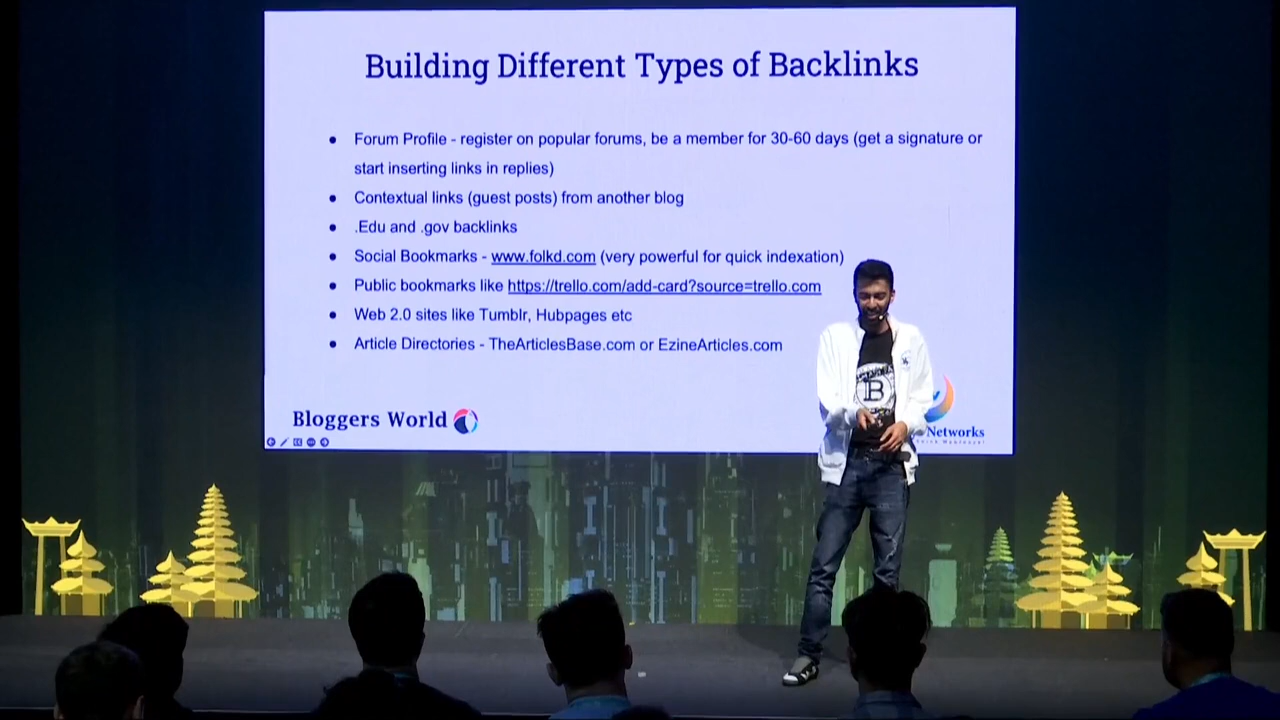 Building Different Types of Backlinks
● Forum Profile - register on popular forums, be a member for 30-60 days (get a signature or
start inserting links in replies)
● Contextual links (guest posts) from another blog
● .Edu and .gov backlinks
● Social Bookmarks - www.folkd.com (very powerful for quick indexation)
● Public bookmarks like https://trello.com/add-card?source=trello.com
● Web 2.0 sites like Tumblr, Hubpages etc
● Article Directories - TheArticlesBase.com or EzineArticles.com
Bloggers World
Networks
B